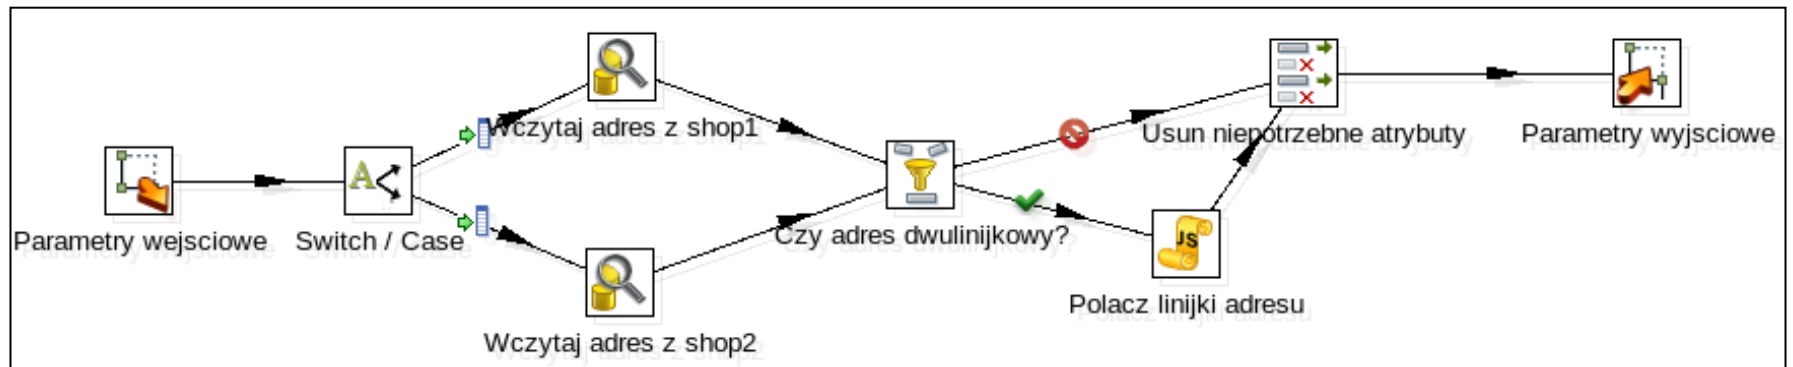 Wczytaj adres z shop1
Usun niepotrzebne atrybuty
Parametry wyjsciowe
A
Parametry wejsciowe
Switch / Case
Czy adres dwulinijkowy?
JS
Polacz linijki adresu
Wczytaj adres z shop2